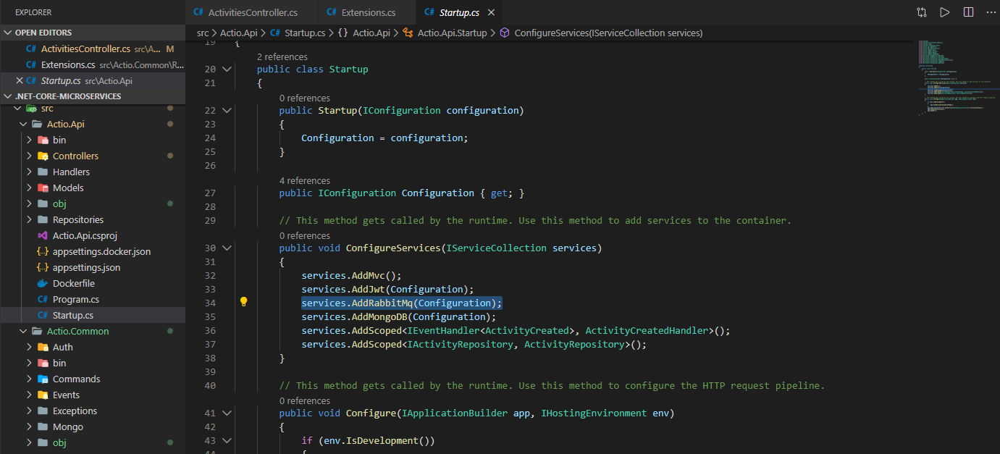 EXPLORER
OPEN EDITORS
C# ActivitiesController.cs src\A... M
C# Extensions.cs src\Actio.Common\R...
C# Startup.cs src\Actio.Api
.NET-CORE-MICROSERVICES
src
Actio.Api
bin
Controllers
Handlers
Models
obj
Repositories
Actio.Api.csproj
{..} appsettings.docker.json
{..} appsettings.json
Dockerfile
C# Program.cs
C# Startup.cs
Actio.Common
Auth
bin
Commands
Events
Exceptions
Mongo
obj
C# ActivitiesController.cs C# Extensions.cs C# Startup.cs
src > Actio.Api > C# Startup.cs > {} Actio.Api > Actio.Api.Startup > ConfigureServices(IServiceCollection services)
19 {
2 references
20 public class Startup
21 {
0 references
22 public Startup(IConfiguration configuration)
23 {
24 Configuration = configuration;
25 }
26
4 references
27 public IConfiguration Configuration { get; }
28
29 // This method gets called by the runtime. Use this method to add services to the container.
0 references
30 public void ConfigureServices(IServiceCollection services)
31 {
32 services.AddMvc();
33 services.AddJwt(Configuration);
34 services.AddRabbitMq(Configuration);
35 services.AddMongoDB(Configuration);
36 services.AddScoped<IEventHandler<ActivityCreated>, ActivityCreatedHandler>();
37 services.AddScoped<IActivityRepository, ActivityRepository>();
38 }
39
40 // This method gets called by the runtime. Use this method to configure the HTTP request pipeline.
0 references
41 public void Configure(IApplicationBuilder app, IHostingEnvironment env)
42 {
43 if (env.IsDevelopment())
44 {